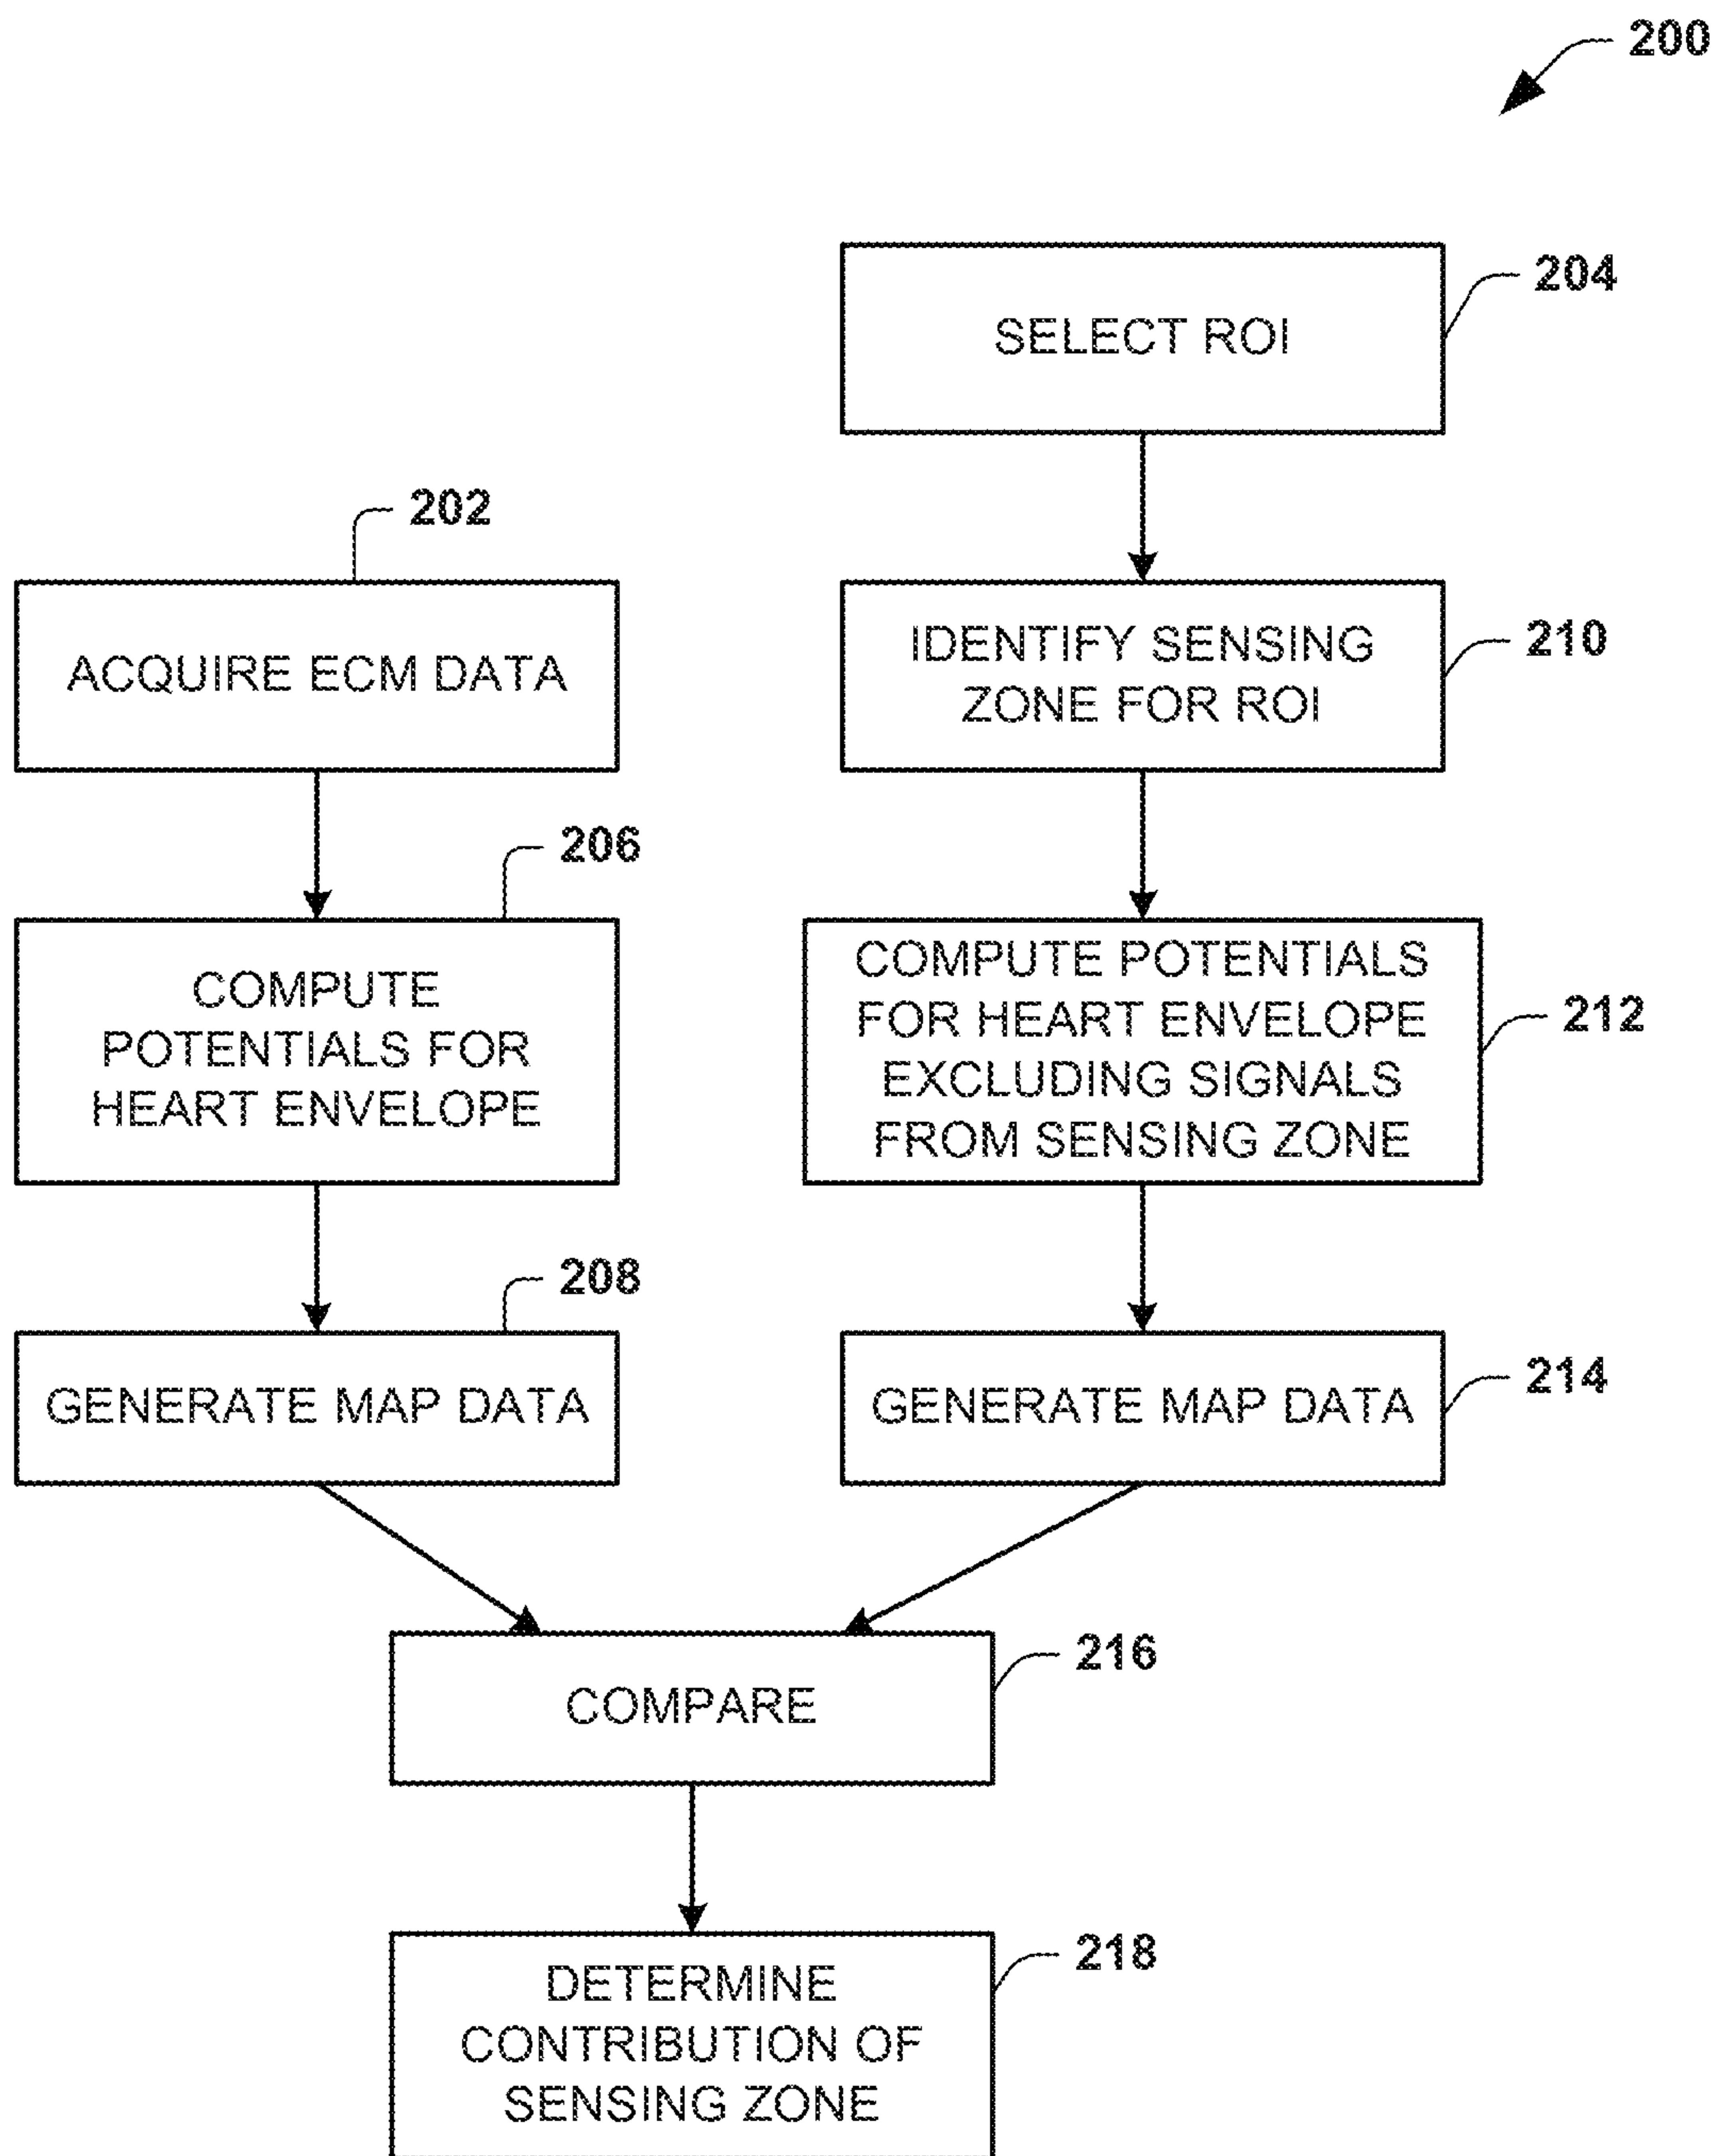 200
204
SELECT ROI
202
ACQUIRE ECM DATA
210
IDENTIFY SENSING
ZONE FOR ROI
206
COMPUTE
POTENTIALS FOR
HEART ENVELOPE
212
COMPUTE POTENTIALS
FOR HEART ENVELOPE
EXCLUDING SIGNALS
FROM SENSING ZONE
208
GENERATE MAP DATA
214
GENERATE MAP DATA
216
COMPARE
218
DETERMINE
CONTRIBUTION OF
SENSING ZONE